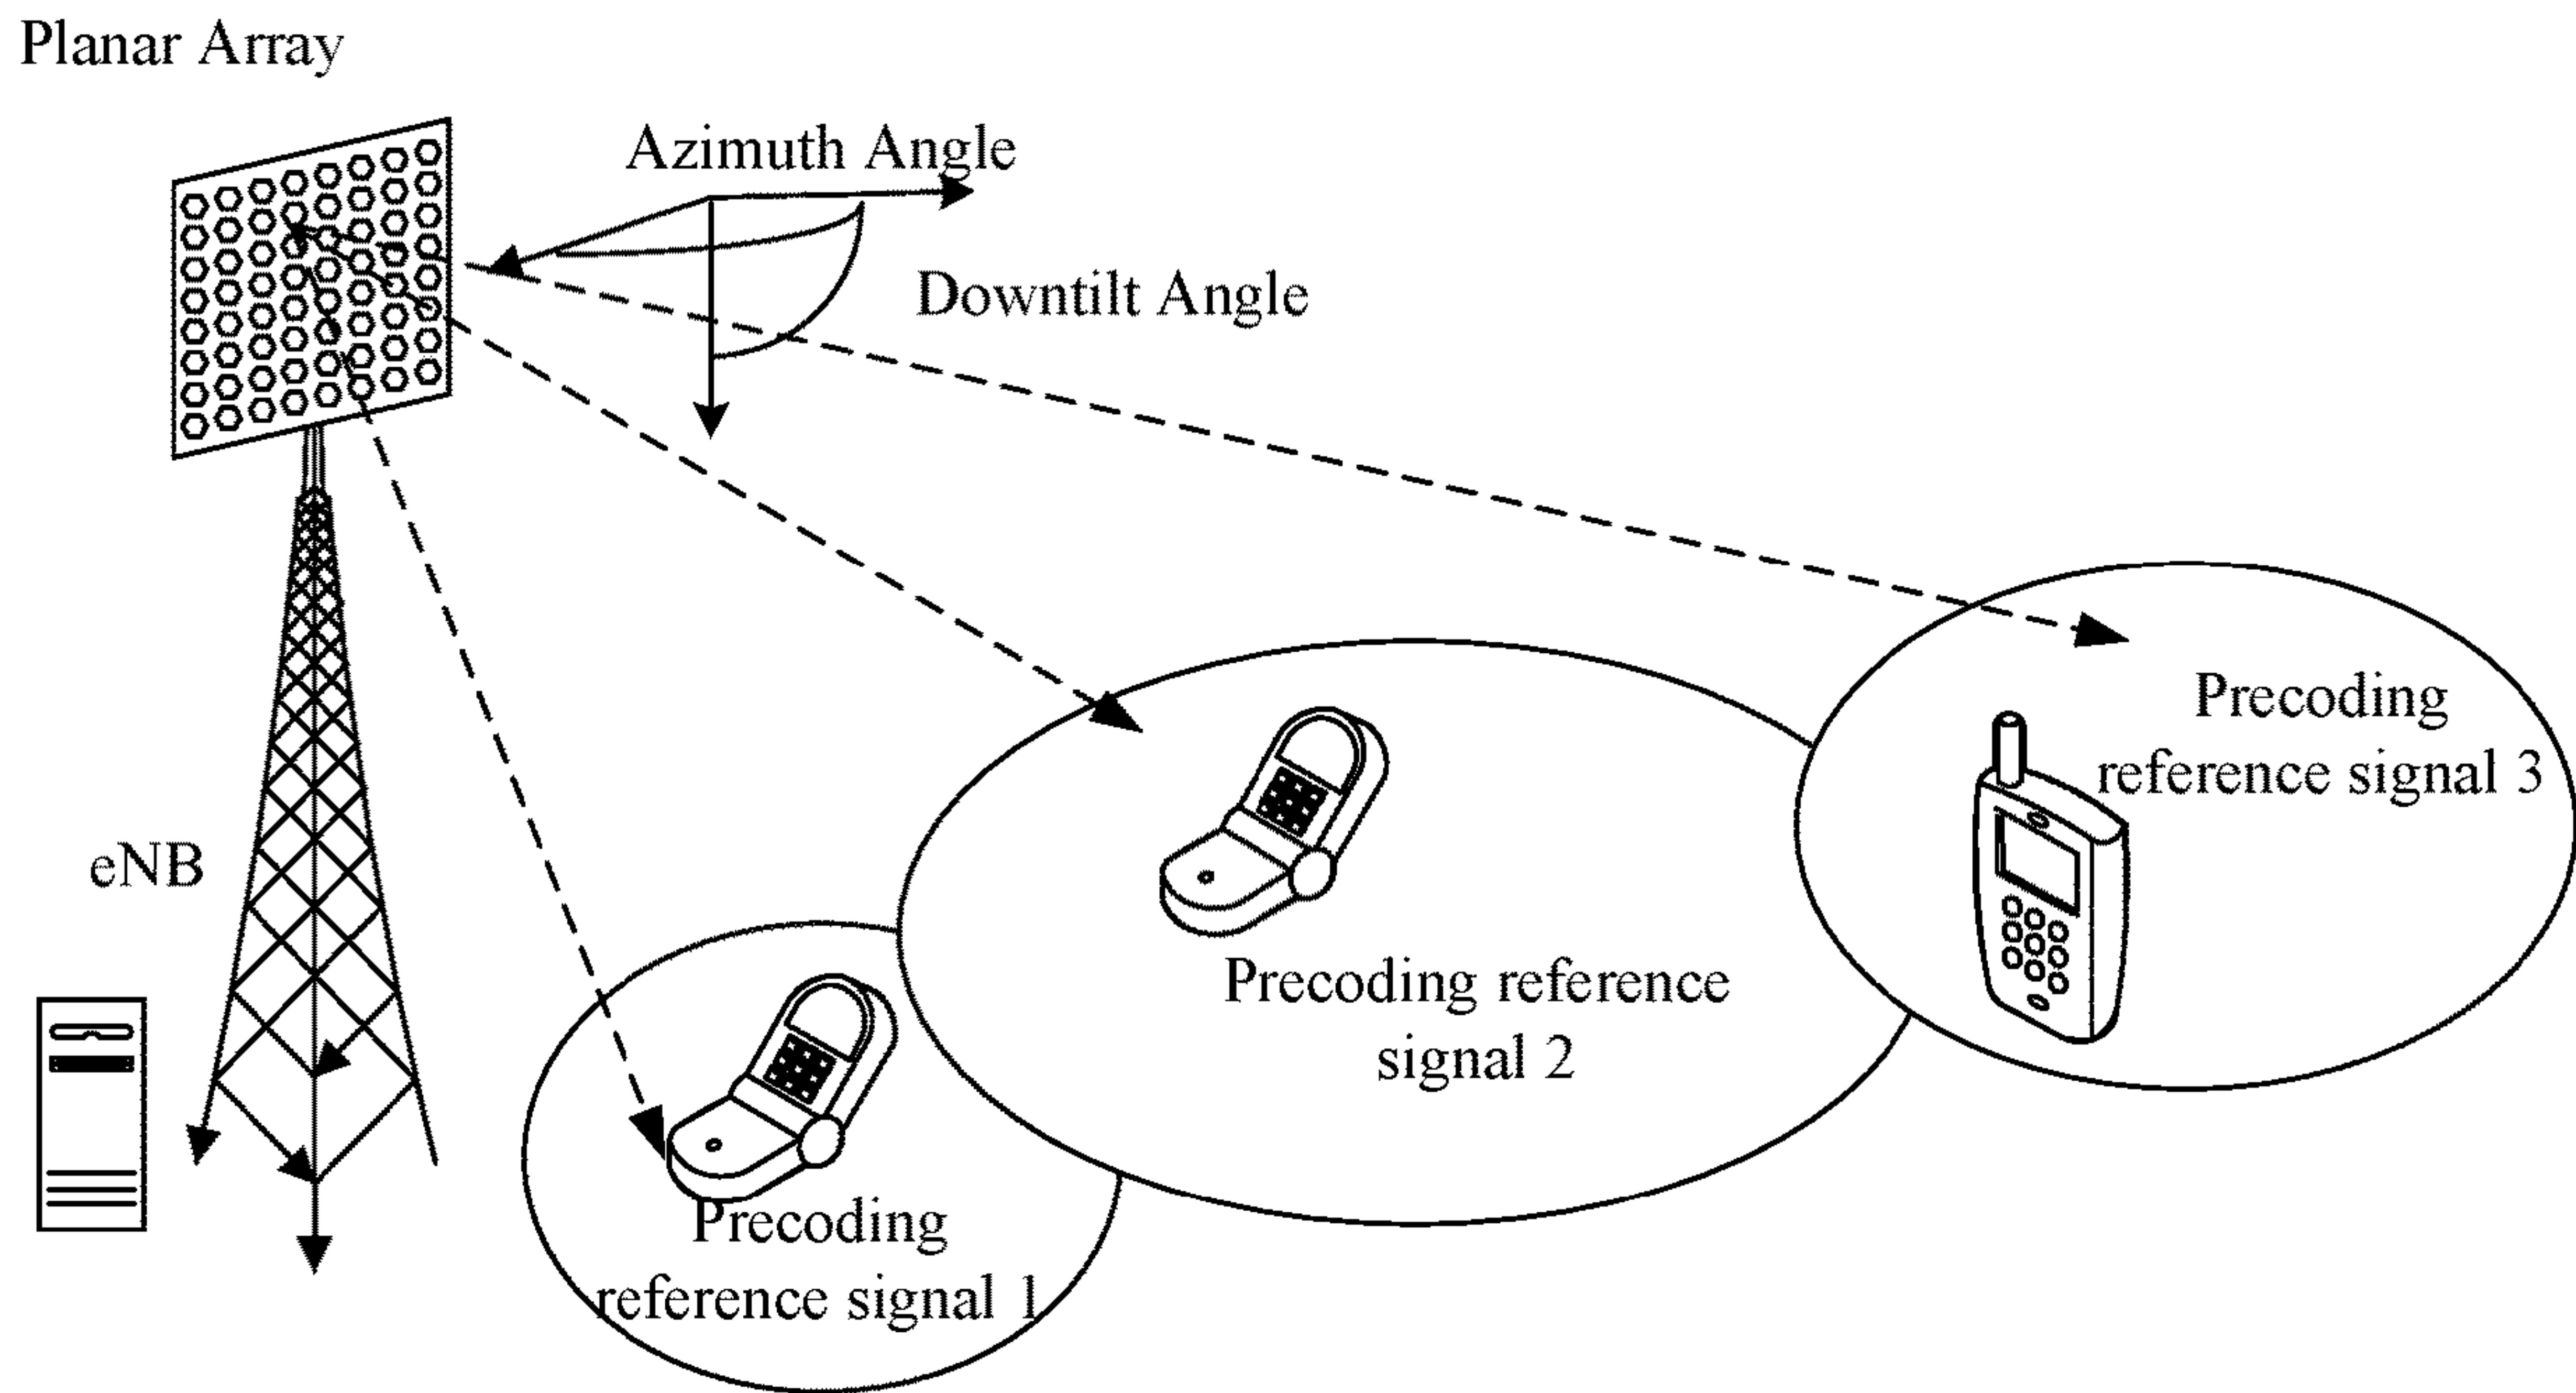 Planar Array
Azimuth Angle
Downtilt Angle
eNB
Precoding
reference signal 1
Precoding reference
signal 2
Precoding
reference signal 3